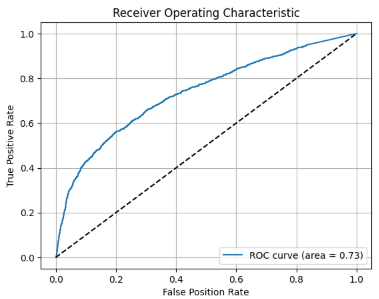 Receiver Operating Characteristic
1.0
0.8
0.6
0.4
0.2
0.0
True Positive Rate
ROC curve (area = 0.73)
0.0 0.2 0.4 0.6 0.8 1.0
False Position Rate